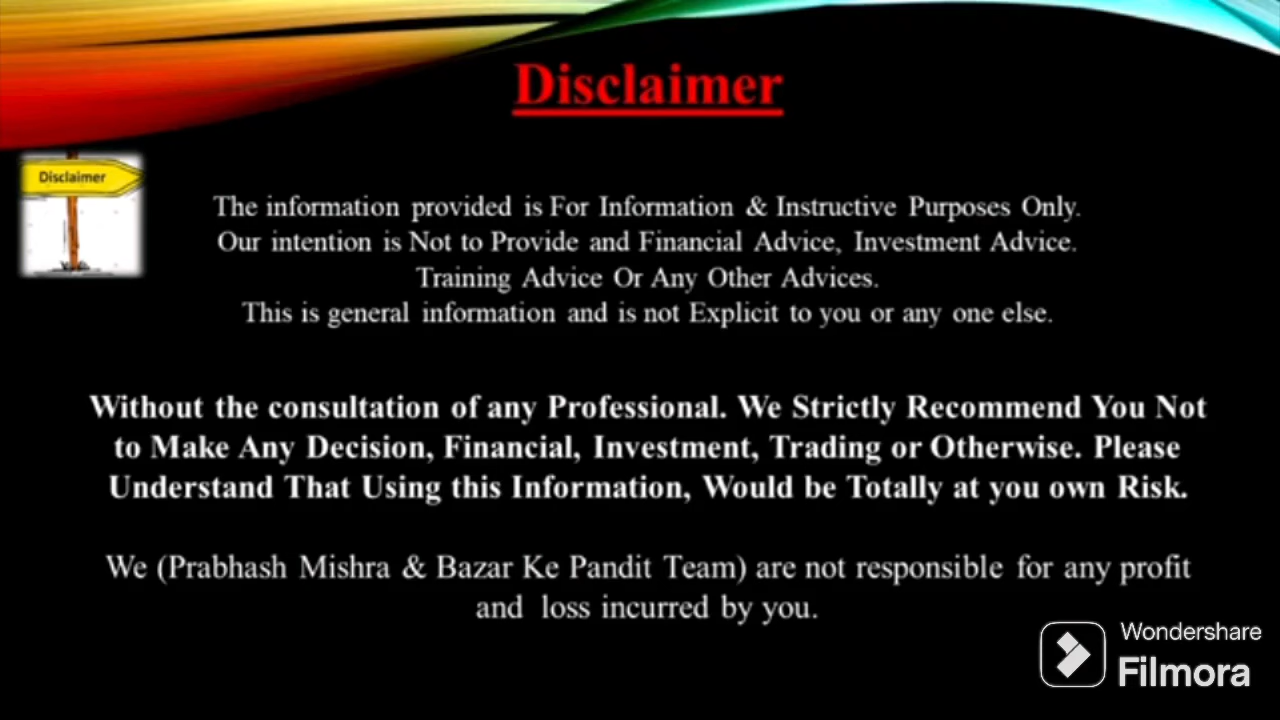 Disclaimer
Disclaimer
The information provided is For Information & Instructive Purposes Only.
Our intention is Not to Provide and Financial Advice, Investment Advice.
Training Advice Or Any Other Advices.
This is general information and is not Explicit to you or any one else.
Without the consultation of any Professional. We Strictly Recommend You Not
to Make Any Decision, Financial, Investment, Trading or Otherwise. Please
Understand That Using this Information, Would be Totally at you own Risk.
We (Prabhash Mishra & Bazar Ke Pandit Team) are not responsible for any profit
and loss incurred by you.
Wondershare
Filmora